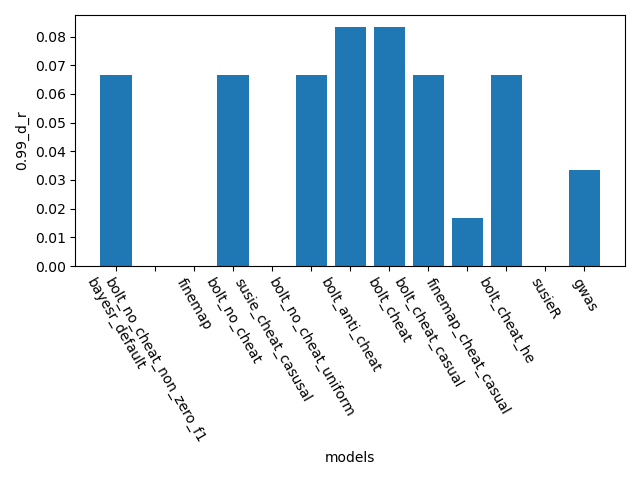 0.08
0.07
0.06
0.05
0.04
0.03
0.02
0.01
0.00
0.99_d_r
bayesr_default
bolt_no_cheat_non_zero_f1
finemap
bolt_no_cheat
susie_cheat_casusal
bolt_no_cheat_uniform
bolt_anti_cheat
bolt_cheat
bolt_cheat_casual
finemap_cheat_casual
bolt_cheat_he
susieR
gwas
models